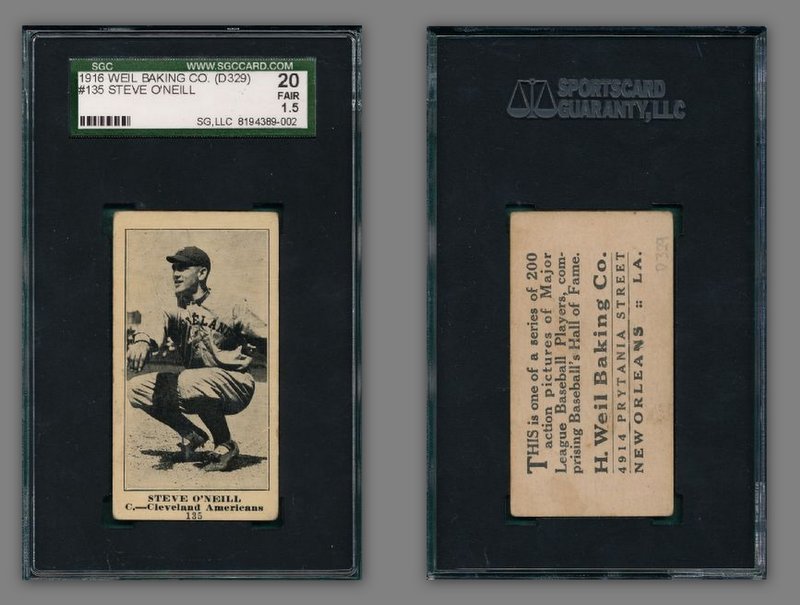 SGC WWW.SGCCARD.COM
1916 WEIL BAKING CO. (D329) 20
#135 STEVE O'NEILL FAIR
1.5
SG,LLC 8194389-002
CLEVELAND
STEVE O'NEILL
C.—Cleveland Americans
135
SPORTSCARD
GUARANTY, LLC
THIS is one of a series of 200
action pictures of Major
League Baseball Players, com-
prising Baseball's Hall of Fame.
H. Weil Baking Co.
4914 PRYTANIA STREET
NEW ORLEANS :: LA.
D329